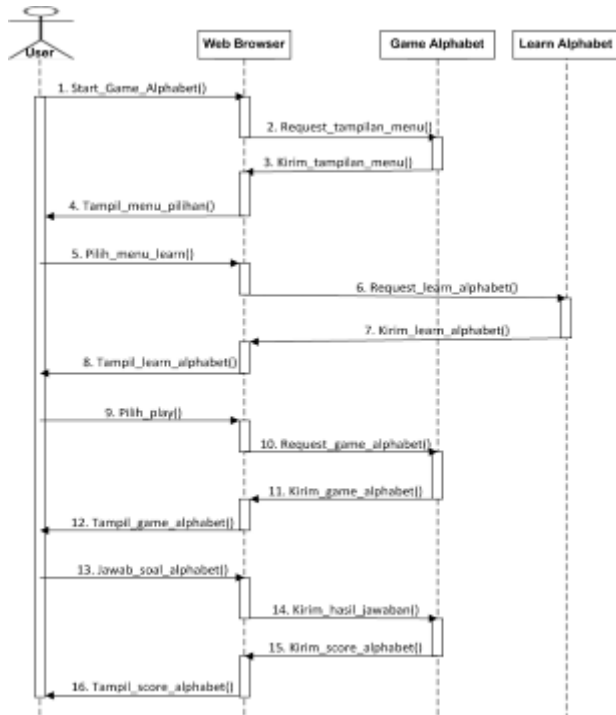 User
Web Browser
Game Alphabet
Learn Alphabet
1. Start_Game_Alphabet()
2. Request_tampilan_menu()
3. Kirim_tampilan_menu()
4. Tampil_menu_pilihan()
5. Pilih_menu_learn()
6. Request_learn_alphabet()
7. Kirim_learn_alphabet()
8. Tampil_learn_alphabet()
9. Pilih_play()
10. Request_game_alphabet()
11. Kirim_game_alphabet()
12. Tampil_game_alphabet()
13. Jawab_soal_alphabet()
14. Kirim_hasil_jawaban()
15. Kirim_score_alphabet()
16. Tampil_score_alphabet()